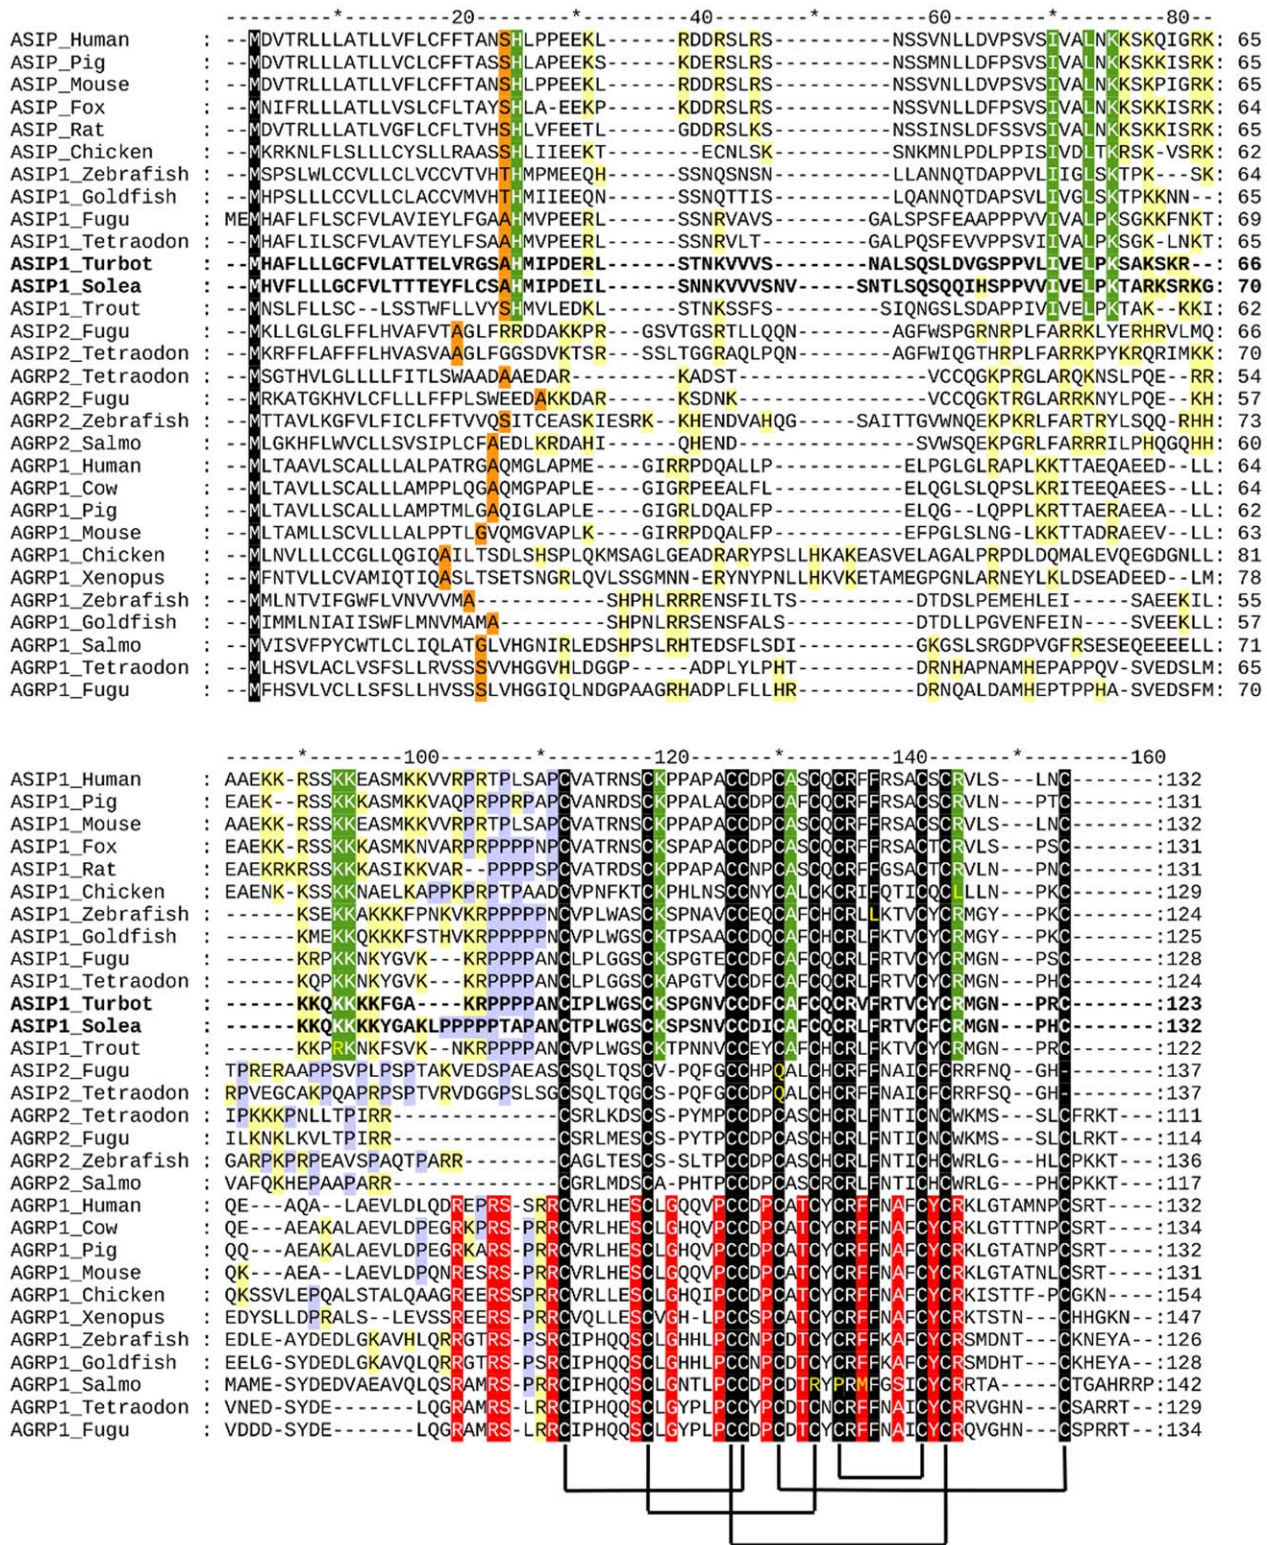 ---------*---------20---------*---------40---------*---------60---------*---------80--
ASIP_Human : --MDVTRLLLATLLVFLCFFTANSHLPPEEKL-------RDDRSLRS----------NSSVNLLDVPSVSIVALNKKSKQIGRK: 65
ASIP_Pig : --MDVTRLLLATLLVCLCFFTASSHLAPEEKS-------KDERSLRS----------NSSMNLLDFPSVSIVALNKKSKKISRK: 65
ASIP_Mouse : --MDVTRLLLATLLVFLCFFTANSHLPPEEKL-------RDDRSLRS----------NSSVNLLDFPSVSIVALNKKSKPIGRK: 65
ASIP_Fox : --MNIFRLLLATLLVSLCFLTAYSHLA-EEKP-------KDDRSLRS----------NSSVNLLDFPSVSIVALNKKSKKISRK: 64
ASIP_Rat : --MDVTRLLLATLVGFLCFLTVHSHLVFEETL-------GDDRSLKS----------NSSINSLDFSSVSIVALNKKSKKISRK: 65
ASIP_Chicken : --MKRKNLFLSLLLCYSLLRAASSHLIIEEKT--------ECNLSK-----------SNKMNLPDLPPISIVDLTKRSK-VSRK: 62
ASIP1_Zebrafish : --MSPSLWLCCVLLCLVCCVTVHTHMPMEEQH-------SSNQSNSN----------LLANNQTDAPPVLIIGLSKTPK---SK: 64
ASIP1_Goldfish : --MHPSLLLCCVLLCLACCVMVHTHMIIEEQN-------SSNQTTIS----------LQANNQTDAPSVLIVGLSKTPKKNN--: 65
ASIP1_Fugu : MEMHAFLFLSCFVLAVIEYLFGAAHMVPEERL-------SSNRVAVS--------GALSPSFEAAPPPVVIVALPKSGKKFNKT: 69
ASIP1_Tetraodon : --MHAFLILSCFVLAVTEYLFSAAHMVPEERL-------SSNRVLT---------GALPQSFEVVPPSVIIVALPKSGK-LNKT: 65
ASIP1_Turbot : --MHAFLLLGCFVLATTELVRGSAHMIPDERL-------STNKVVVS--------NALSQSLDVGSPPVLIVELPKSAKSKR--: 66
ASIP1_Solea : --MHVFLLLGCFVLTTTEYFLCSAHMIPDEIL-------SNNKVVVSNV-----SNTLSQSQQIHSPPVVIVELPKTARKSRKG: 70
ASIP1_Trout : --MNSLFLLSC--LSSTWFLLVYSHMVLEDKL-------STNKSSFS---------SIQNGSLSDAPPIVIVELPKTAK--KKI: 62
ASIP2_Fugu : --MKLLGLGLFFLHVAFVTAGLFRRDDAKKPR---GSVTGSRTLLQQN--------AGFWSPGRNRPLFARRKLYERHRVLMQ: 66
ASIP2_Tetraodon : --MKRFFLAFFFLHVASVAAGLFGGSDVKTSR---SSLTGGRAQLPQN--------AGFWIQGTHRPLFARRKPYKRQRIMKK: 70
AGRP2_Tetraodon : --MSGTHVLGLLLLFITLSWAADAAEDAR---------KADST----------------VCCQGKPRGLARQKNSLPQE--RR: 54
AGRP2_Fugu : --MRKATGKHVLCFLLLFFPLSWEEDAKKDAR------KSDNK----------------VCCQGKTRGLARQKNYLPQE--KH: 57
AGRP2_Zebrafish : --MTTAVLKGFVLFICLFFTVVQSITCEASKIESRK--KHENDVAHQG-----SAITTGVWNQEKPKRLFARTRYLSQQ-RHH: 73
AGRP2_Salmo : --MLGKHFLWVCLLSVSIPLCFAEDLKRDAHI------QHEND----------------SVWSQEKPGRLFARRRILPHQGQHH: 60
AGRP1_Human : --MLTAAVLSCALLLALPATRGAQMGLAPME----GIRRPDQALLP-----------ELPGLGLRAPLKKTTAEQAEED--LL: 64
AGRP1_Cow : --MLTAVLLSCALLLAMPPLQGAQMGPAPLE----GIGRPEEALFL-----------ELQGLSLQPSLKRITEEQAEES--LL: 64
AGRP1_Pig : --MLTAVLLSCALLLAMPTMLGAQIGLAPLE----GIGRLDQALFP-----------ELQG--LQPPLKRTTAERAEEA--LL: 62
AGRP1_Mouse : --MLTAMLLSCVLLLALPPTLGVQMGVAPLK----GIRRPDQALFP-----------EFPGLSLNG-LKKTTADRAEEV--LL: 63
AGRP1_Chicken : --MLNVLLLCCGLLQGIQAILTSDLSHSPLQKMSAGLGEADRARYPSLLHKAKEASVELAGALPRPDLDQMALEVQEGDGNLL: 81
AGRP1_Xenopus : --MFNTVLLCVAMIQTIQASLTSETSNGRLQVLSSGMNN-ERYNYPNLLHKVKETAMEGPGNLARNEYLKLDSEADEED--LM: 78
AGRP1_Zebrafish : --MMLNTVIFGWFLVNVVVMA-----------SHPHLRRRENSFILTS----------DTDSLPEMEHLEI-----SAEEKIL: 55
AGRP1_Goldfish : --MIMMLNIAIISWFLMNVMAMA---------SHPNLRRSENSFALS-----------DTDLLPGVENFEIN-----SVEEKLL: 57
AGRP1_Salmo : --MVISVFPYCWTLCLIQLATGLVHGNIRLEDSHPSLRHTEDSFLSDI-----------GKGSLSRGDPVGFRSESEQEEEELL: 71
AGRP1_Tetraodon : --MLHSVLACLVSFSLLRVSSSVVHGGVHLDGGP-----ADPLYLPHT-----------DRNHAPNAMHEPAPPQV-SVEDSLM: 65
AGRP1_Fugu : --MFHSVLVCLLSFSLLHVSSSLVHGGIQLNDGPAAGRHADPLFLLHR-----------DRNQALDAMHEPTPPHA-SVEDSFM: 70
*--------100---------*---------120--------*---------140--------*---------160
ASIP1_Human : AAEKK-RSSKKEASMKKVVRPRTPLSAPCVATRNSCKPPAPACCDPCASCQCRFFRSACSCRVLS---LNC-------:132
ASIP1_Pig : EAEK--RSSKKKASMKKVAQPRPPRPAPCVANRDSCKPPALACCDPCAFCQCRFFRSACSCRVLN---PTC-------:131
ASIP1_Mouse : AAEKK-RSSKKEASMKKVVRPRTPLSAPCVATRNSCKPPAPACCDPCASCQCRFFRSACSCRVLS---LNC-------:132
ASIP1_Fox : EAEKK-RSSKKKASMKNVARPRPPPPNPCVATRNSCKSPAPACCDPCASCQCRFFRSACTCRVLS---PSC-------:131
ASIP1_Rat : EAEKRKRSSKKKASIKKVAR--PPPPSPCVATRDSCKPPAPACCNPCASCQCRFFGSACTCRVLN---PNC-------:131
ASIP1_Chicken : EAENK-KSSKKNAELKAPPKPRPTPAADCVPNFKTCKPHLNSCCNYCALCKCRIFQTICQCLLLN---PKC-------:129
ASIP1_Zebrafish : ------KSEKKAKKKFPNKVKRPPPPPNCVPLWASCKSPNAVCCEQCAFCHCRLLKTVCYCRMGY---PKC-------:124
ASIP1_Goldfish : ------KMEKKQKKKFSTHVKRPPPPPNCVPLWGSCKTPSAACCDQCAFCHCRLFKTVCYCRMGY---PKC-------:125
ASIP1_Fugu : ------KRPKKNKYGVK---KRPPPPANCLPLGGSCKSPGTECCDFCAFCQCRLFRTVCYCRMGN---PSC-------:128
ASIP1_Tetraodon : ------KQPKKNKYGVK---KRPPPPANCLPLGGSCKAPGTVCCDFCAFCQCRLFRTVCYCRMGN---PHC-------:124
ASIP1_Turbot : ------KKQKKKKFGA----KRPPPPANCIPLWGSCKSPGNVCCDFCAFCQCRVFRTVCYCRMGN---PRC-------:123
ASIP1_Solea : ------KKQKKKKYGAKLPPPPPTAPANCTPLWGSCKSPSNVCCDICAFCQCRLFRTVCFCRMGN---PHC-------:132
ASIP1_Trout : ------KKPRKNKFSVK--NKRPPPPANCVPLWGSCKTPNNVCCEYCAFCHCRLFKTVCYCRMGN---PRC-------:122
ASIP2_Fugu : TPRERAAPPSVPLPSPTAKVEDSPAEASCSQLTQSCV-PQFGCCHPQALCHCRFFNAICFCRRFNQ--GH--------:137
ASIP2_Tetraodon : RPVEGCAKPQAPRPSPTVRVDGGPSLSGCSQLTQGCS-PQFGCCDPQALCHCRFFNAICFCRRFSQ--GH--------:137
AGRP2_Tetraodon : IPKKKPNLLTPIRR--------------CSRLKDSCS-PYMPCCDPCASCHCRLFNTICNCWKMS---SLCFRKT---:111
AGRP2_Fugu : ILKNKLKVLTPIRR--------------CSRLMESCS-PYTPCCDPCASCRCRLFNTICNCWKMS---SLCLRKT---:114
AGRP2_Zebrafish : GARPKPRPEAVSPAQTPARR--------CAGLTESCS-SLTPCCDPCASCHCRLFNTICHCWRLG---HLCPKKT---:136
AGRP2_Salmo : VAFQKHEPAAPARR--------------CGRLMDSCA-PHTPCCDPCASCRCRLFNTICHCWRLG---PHCPKKT---:117
AGRP1_Human : QE---AQA--LAEVLDLQDREPRS-SRRCVRLHESCLGQQVPCCDPCATCYCRFFNAFCYCRKLGTAMNPCSRT----:132
AGRP1_Cow : QE---AEAKALAEVLDPEGRKPRS-PRRCVRLHESCLGHQVPCCDPCATCYCRFFNAFCYCRKLGTTTNPCSRT----:134
AGRP1_Pig : QQ---AEAKALAEVLDPEGRKARS-PRRCVRLHESCLGHQVPCCDPCATCYCRFFNAFCYCRKLGTATNPCSRT----:132
AGRP1_Mouse : QK---AEA--LAEVLDPQNRESRS-PRRCVRLHESCLGQQVPCCDPCATCYCRFFNAFCYCRKLGTATNLCSRT----:131
AGRP1_Chicken : QKSSVLEPQALSTALQAAGREERSSPRRCVRLLESCLGHQIPCCDPCATCYCRFFNAFCYCRKISTTF-PCGKN----:154
AGRP1_Xenopus : EDYSLLDPRALS--LEVSSREERS-PRRCVQLLESCVGH-LPCCSPCATCYCRFFNAFCYCRKTSTN---CHHGKN--:147
AGRP1_Zebrafish : EDLE-AYDEDLGKAVHLQRRGTRS-PSRCIPHQQSCLGHHLPCCNPCDTCYCRFFKAFCYCRSMDNT---CKNEYA--:126
AGRP1_Goldfish : EELG-SYDEDLGKAVQLQRRGTRS-PSRCIPHQQSCLGHHLPCCNPCDTCYCRFFKAFCYCRSMDHT---CKHEYA--:128
AGRP1_Salmo : MAME-SYDEDVAEAVQLQSRAMRS-PRRCIPHQQSCLGNTLPCCDPCDTRYPRMFGSICYCRRTA-----CTGAHRRP:142
AGRP1_Tetraodon : VNED-SYDE-------LQGRAMRS-LRRCIPHQQSCLGYPLPCCYPCDTCNCRFFNAICYCRRVGHN---CSARRT--:129
AGRP1_Fugu : VDDD-SYDE-------LQGRAMRS-LRRCIPHQQSCLGYLPCCDPCDTCYCRFFNAICYCRQVGHN---CSPRRT---:134